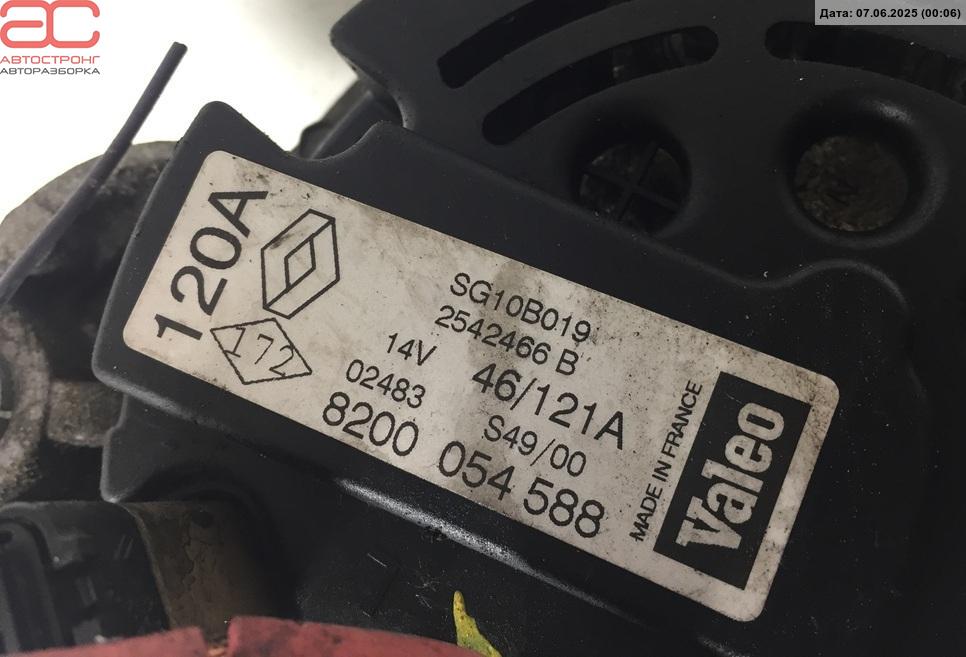 Дата: 07.06.2025 (00:06)
АС
АВТОСТРОНГ
АВТОРАЗБОРКА
120A
172
SG10B019
2542466 B
14V 46/121A
02483 S49/00
8200 054 588
MADE IN FRANCE
Valeo